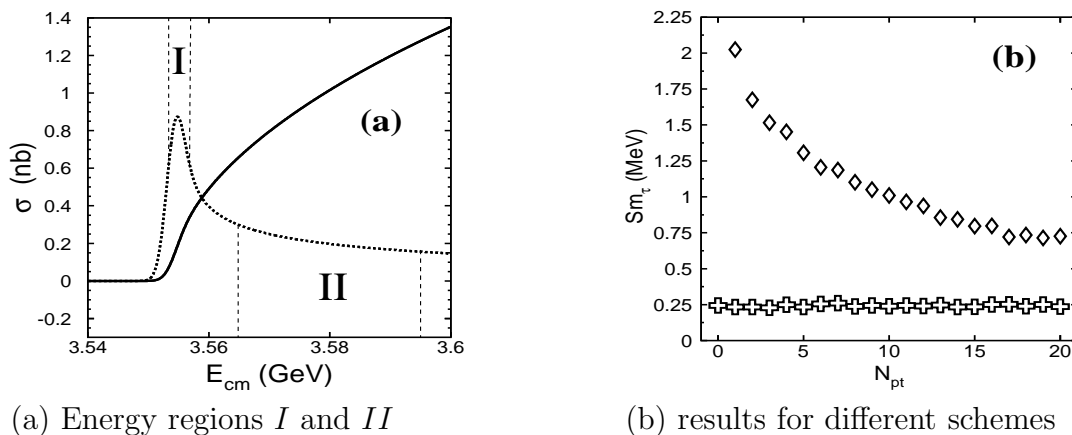 1.4
1.2
1
0.8
0.6
0.4
0.2
0
-0.2
σ (nb)
I
(a)
II
3.54
3.56
3.58
3.6
E_cm (GeV)
(a) Energy regions I and II
2.25
2
1.75
1.5
1.25
1
0.75
0.5
0.25
0
Sm_τ (MeV)
(b)
0
5
10
15
20
N_pt
(b) results for different schemes